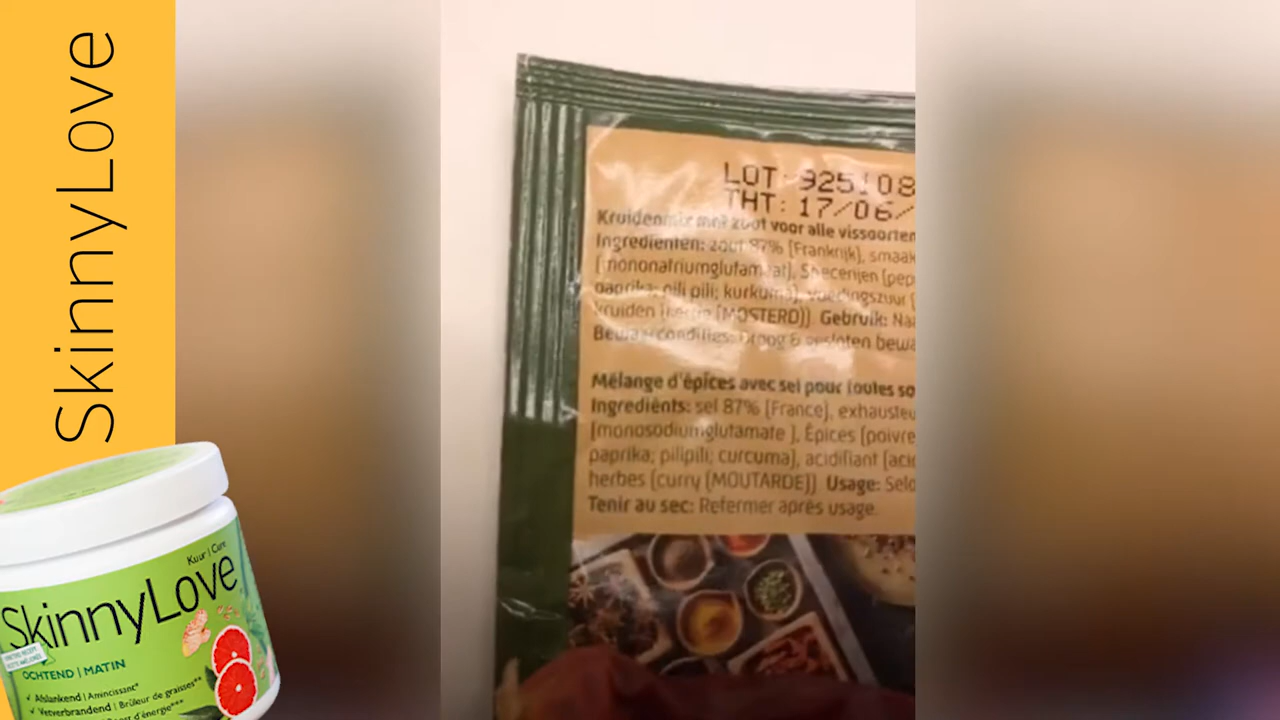 SkinnyLove
LOT 925108
THT: 17/06/
Kruidenmix met zout voor alle vissoorten
Ingrediënten: zout 87% [Frankrijk], smaak
[mononatriumglutamaat], Specerijen [pep
paprika; pili pili; kurkuma], voedingszuur [
kruiden [kerrie [MOSTERD]] Gebruik: Na
Bewaarcondities: Droog & gesloten bewa
Mélange d'épices avec sel pour toutes so
Ingrediënts: sel 87% [France], exhausteu
[monosodiumglutamate ], Épices [poivre
paprika; pilipili; curcuma], acidifiant [acid
herbes [curry [MOUTARDE]] Usage: Selo
Tenir au sec: Refermer après usage.
Kuur | Cure
SkinnyLove
OCHTEND | MATIN
√ Afslankend | Amincissant*
√ Vetverbrandend | Brûleur de graisses**
d'énergie***